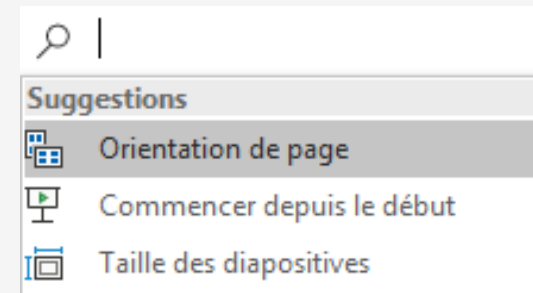 Suggestions
Orientation de page
Commencer depuis le début
Taille des diapositives